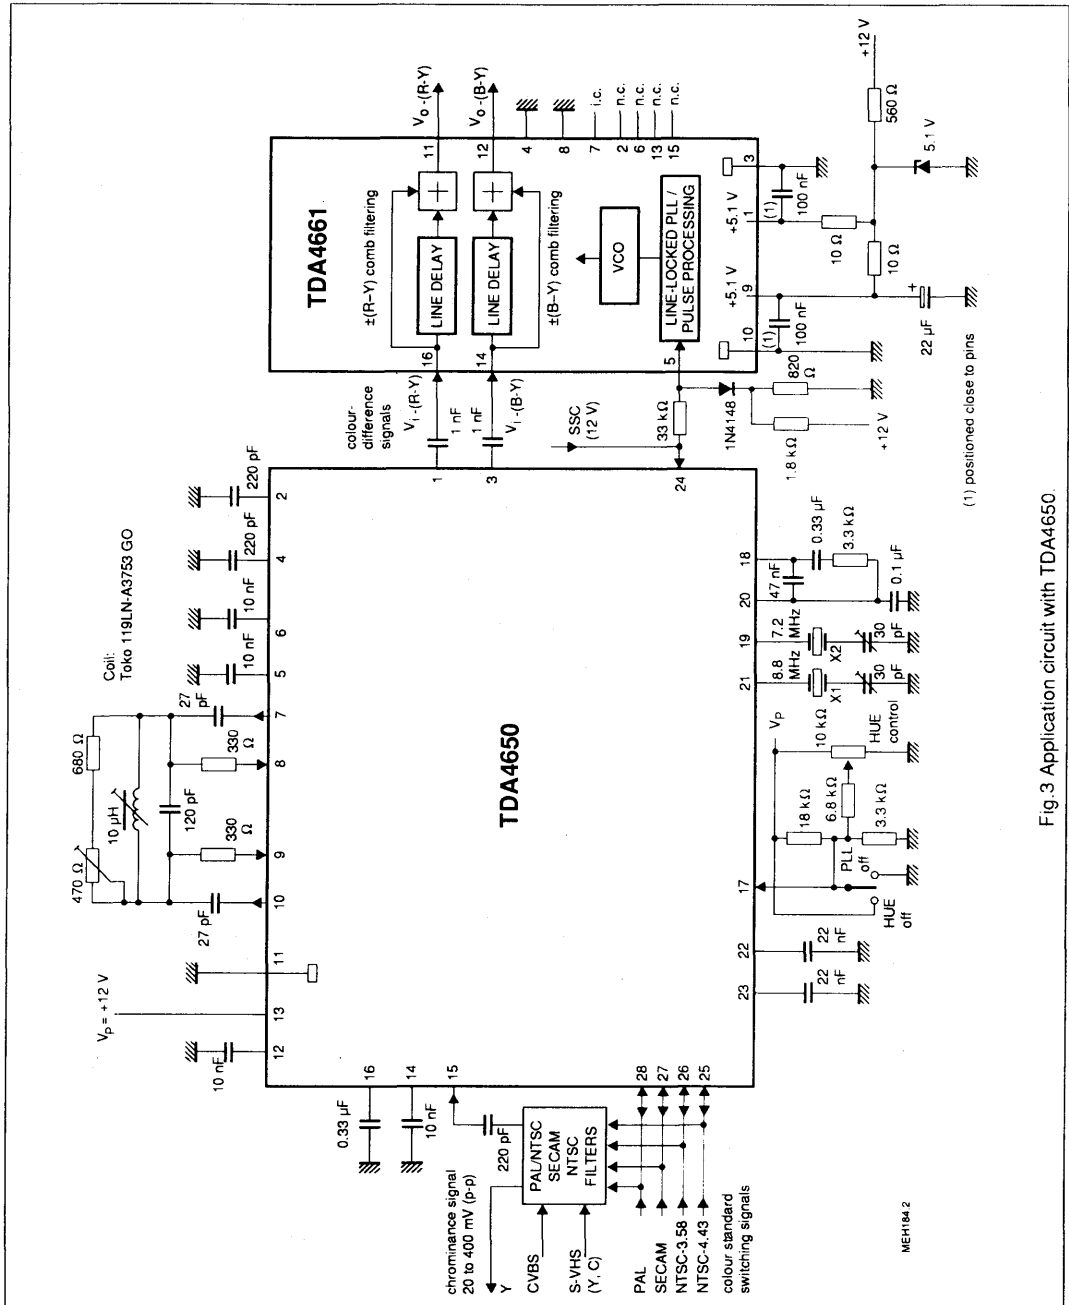 Fig.3 Application circuit with TDA4650.
TDA4661
±(R−Y) comb filtering
LINE DELAY
LINE DELAY
±(B−Y) comb filtering
VCO
LINE-LOCKED PLL /
PULSE PROCESSING
V₀ -(R-Y)
V₀ -(B-Y)
11
12
4
8
7
i.c.
2
n.c.
6
n.c.
13
n.c.
15
n.c.
16
14
5
10
9
1
3
+5.1 V
+5.1 V
(1)
100 nF
(1)
100 nF
10 Ω
10 Ω
22 µF
+
560 Ω
+12 V
5.1 V
(1) positioned close to pins
colour-
difference
signals
Vi -(R-Y)
1 nF
1 nF
Vi -(B-Y)
SSC
(12 V)
33 kΩ
1N4148
820
Ω
1.8 kΩ
+12 V
TDA4650
1
3
24
2
4
6
5
7
8
9
10
11
13
12
16
14
15
28
27
26
25
23
22
17
21
19
20
18
220 pF
220 pF
10 nF
10 nF
Coil:
Toko 119LN-A3753 GO
27
pF
680 Ω
330
Ω
10 µH
120 pF
330
Ω
470 Ω
27 pF
Vp = +12 V
10 nF
0.33 µF
10 nF
220 pF
chrominance signal
20 to 400 mV (p-p)
PAL/NTSC
SECAM
NTSC
FILTERS
Y
CVBS
S-VHS
(Y, C)
PAL
SECAM
NTSC-3.58
NTSC-4.43
colour standard
switching signals
22
nF
22
nF
HUE
off
PLL
off
18 kΩ
6.8 kΩ
3.3 kΩ
10 kΩ
HUE
control
Vp
8.8
MHz
X1
30
pF
7.2
MHz
X2
30
pF
47 nF
0.33 µF
3.3 kΩ
0.1 µF
MEH184.2